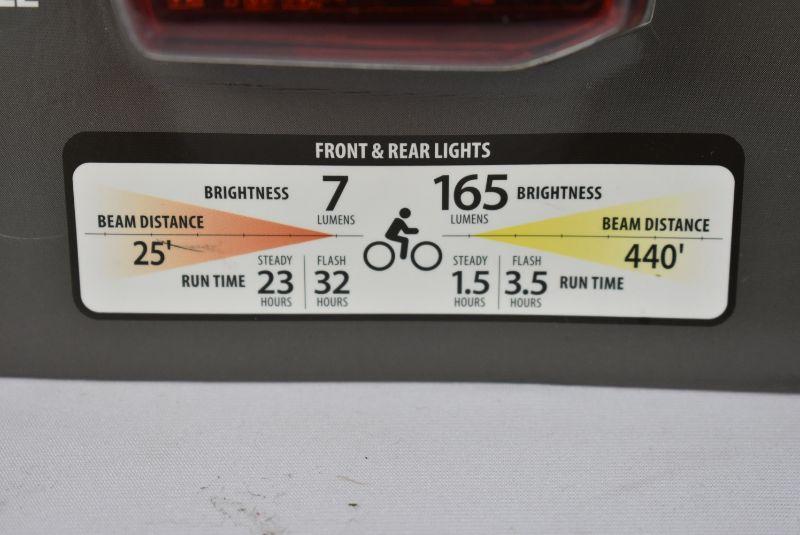 FRONT & REAR LIGHTS
BRIGHTNESS 7 LUMENS
BEAM DISTANCE 25'
RUN TIME
STEADY 23 HOURS
FLASH 32 HOURS
165 LUMENS BRIGHTNESS
BEAM DISTANCE 440'
STEADY 1.5 HOURS
FLASH 3.5 HOURS
RUN TIME